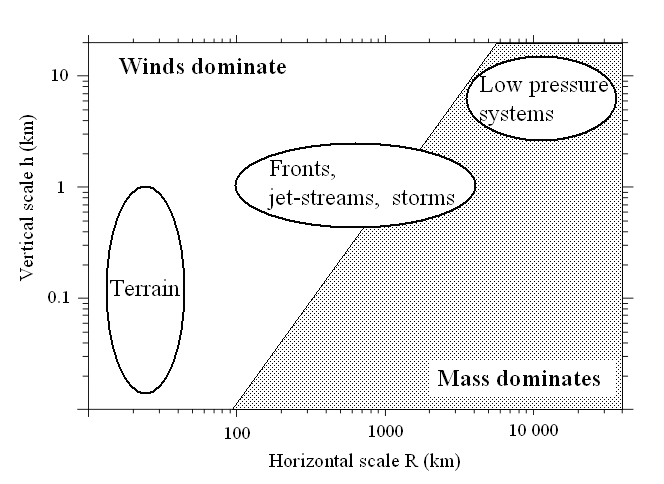 Winds dominate
10
Low pressure
systems
Vertical scale h (km)
Fronts,
jet-streams, storms
1
Terrain
0.1
Mass dominates
100
1000
10 000
Horizontal scale R (km)